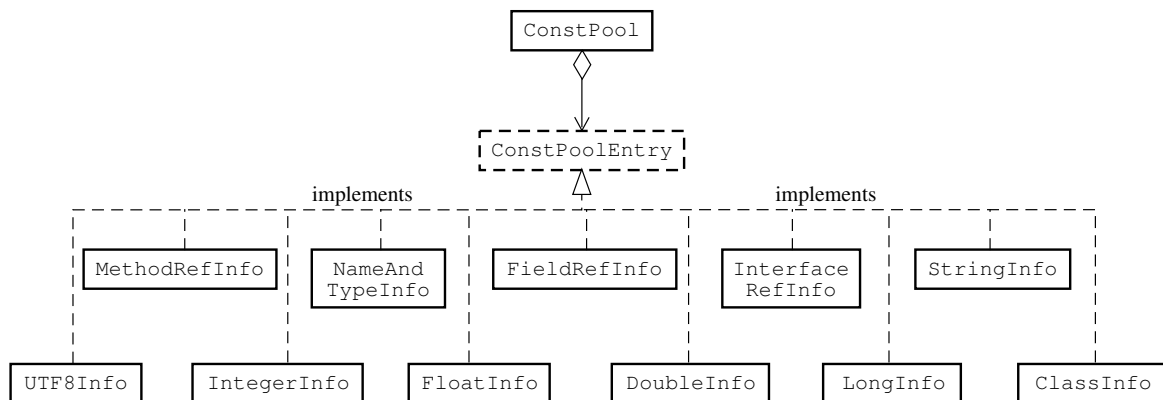 ConstPool
ConstPoolEntry
implements
implements
MethodRefInfo
NameAnd
TypeInfo
FieldRefInfo
Interface
RefInfo
StringInfo
UTF8Info
IntegerInfo
FloatInfo
DoubleInfo
LongInfo
ClassInfo